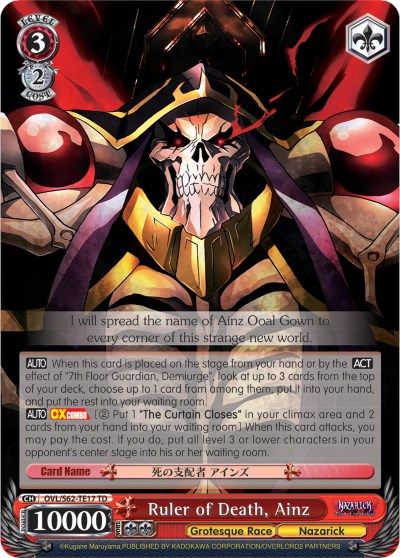 LEVEL
3
2
COST
I will spread the name of Ainz Ooal Gown to
every corner of this strange new world.
AUTO When this card is placed on the stage from your hand or by the ACT
effect of "7th Floor Guardian, Demiurge", look at up to 3 cards from the top
of your deck, choose up to 1 card from among them, put it into your hand,
and put the rest into your waiting room.
AUTO CXCOMBO [② Put 1 "The Curtain Closes" in your climax area and 2
cards from your hand into your waiting room] When this card attacks, you
may pay the cost. If you do, put all level 3 or lower characters in your
opponent's center stage into his or her waiting room.
Card Name 死の支配者 アインズ
CH OVL/S62-TE17 TD
10000
Ruler of Death, Ainz
NAZARICK
Grotesque Race Nazarick
©Kugane Maruyama,PUBLISHED BY KADOKAWA CORPORATION/OVERLORD2 PARTNERS